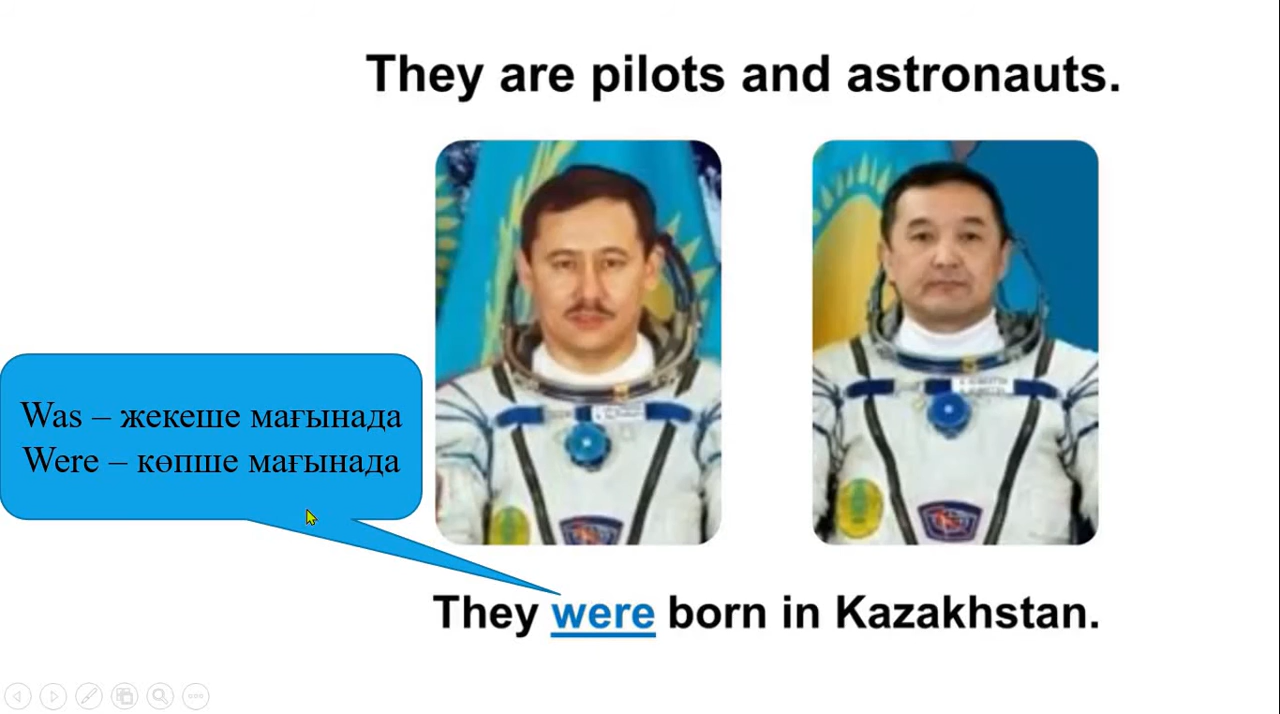 They are pilots and astronauts.
Was – жекеше мағынада
Were – көпше мағынада
They were born in Kazakhstan.